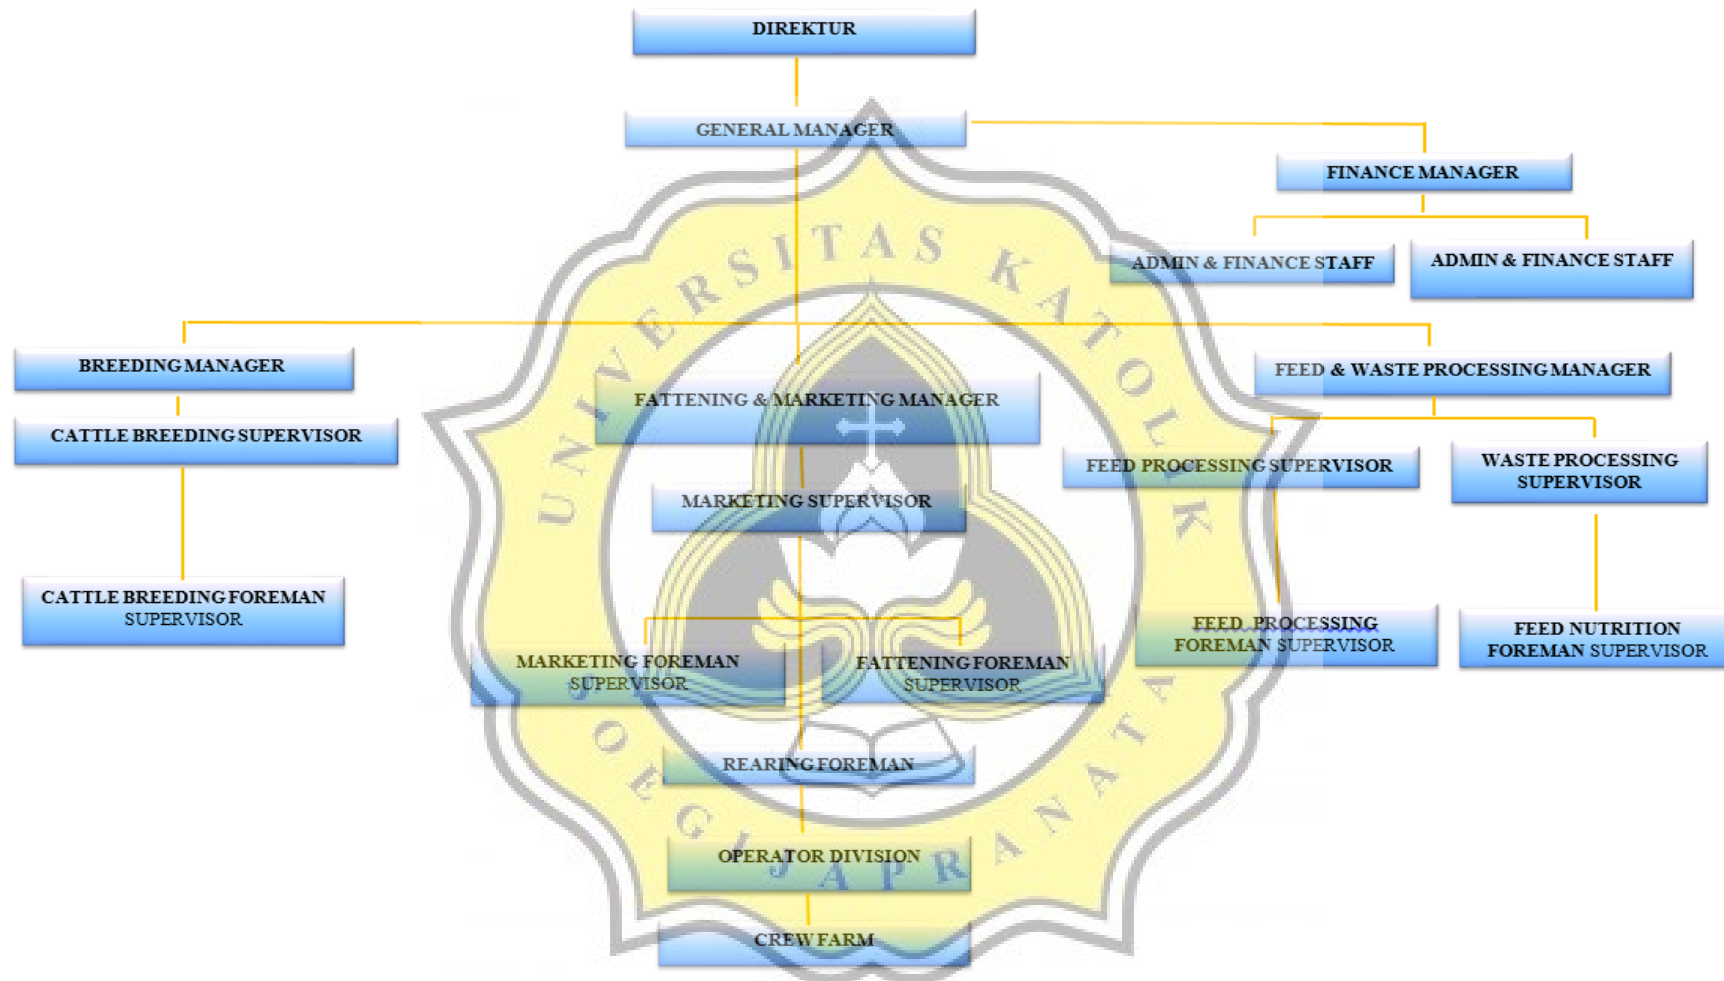 DIREKTUR
GENERAL MANAGER
FINANCE MANAGER
ADMIN & FINANCE STAFF
ADMIN & FINANCE STAFF
BREEDING MANAGER
FATTENING & MARKETING MANAGER
FEED & WASTE PROCESSING MANAGER
CATTLE BREEDING SUPERVISOR
MARKETING SUPERVISOR
FEED PROCESSING SUPERVISOR
WASTE PROCESSING
SUPERVISOR
CATTLE BREEDING FOREMAN
SUPERVISOR
MARKETING FOREMAN
SUPERVISOR
FATTENING FOREMAN
SUPERVISOR
FEED PROCESSING
FOREMAN SUPERVISOR
FEED NUTRITION
FOREMAN SUPERVISOR
REARING FOREMAN
OPERATOR DIVISION
CREW FARM
UNIVERSITAS KATOLIK
SOEGIJAPRANATA